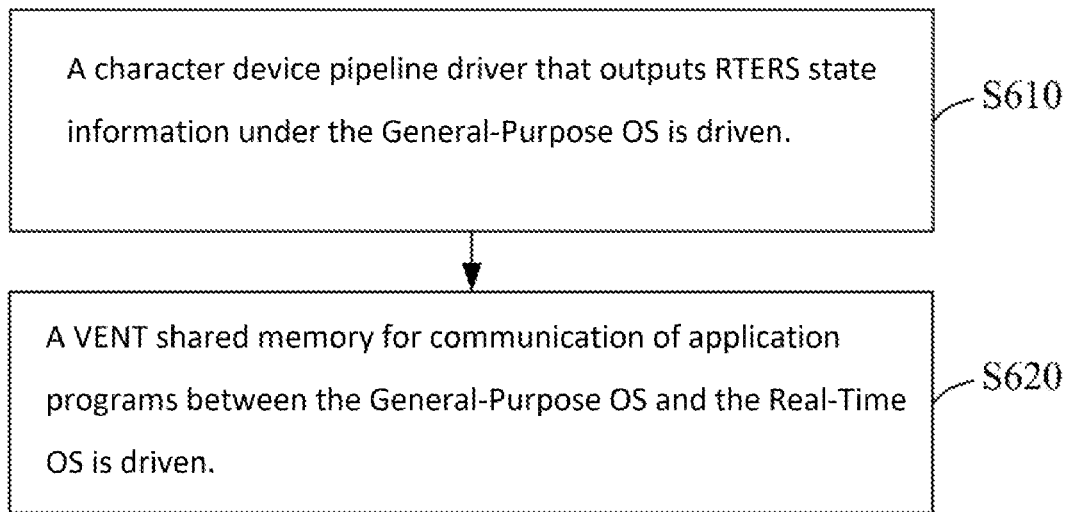 A character device pipeline driver that outputs RTERS state
information under the General-Purpose OS is driven.
S610
A VENT shared memory for communication of application
programs between the General-Purpose OS and the Real-Time
OS is driven.
S620